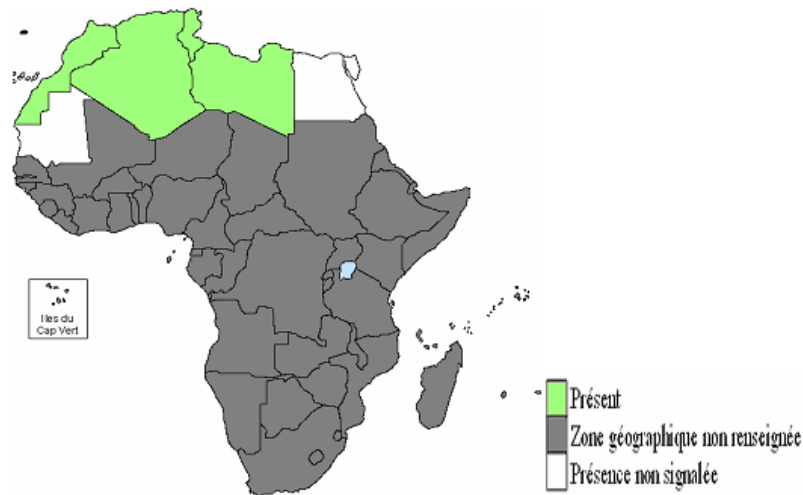 Iles du
Cap Vert
Présent
Zone géographique non renseignée
Présence non signalée